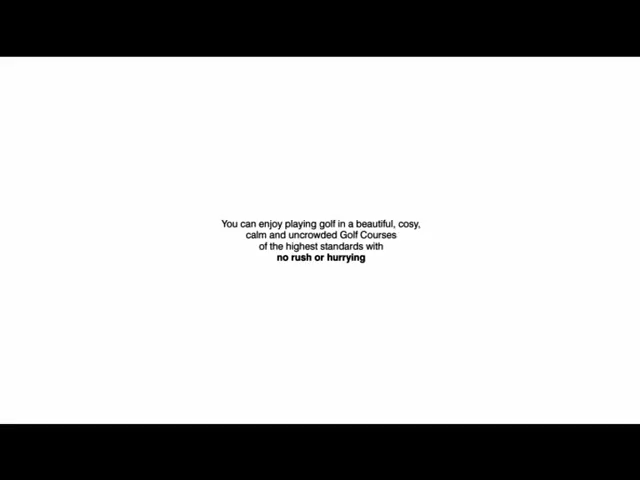 You can enjoy playing golf in a beautiful, cosy,
calm and uncrowded Golf Courses
of the highest standards with
no rush or hurrying